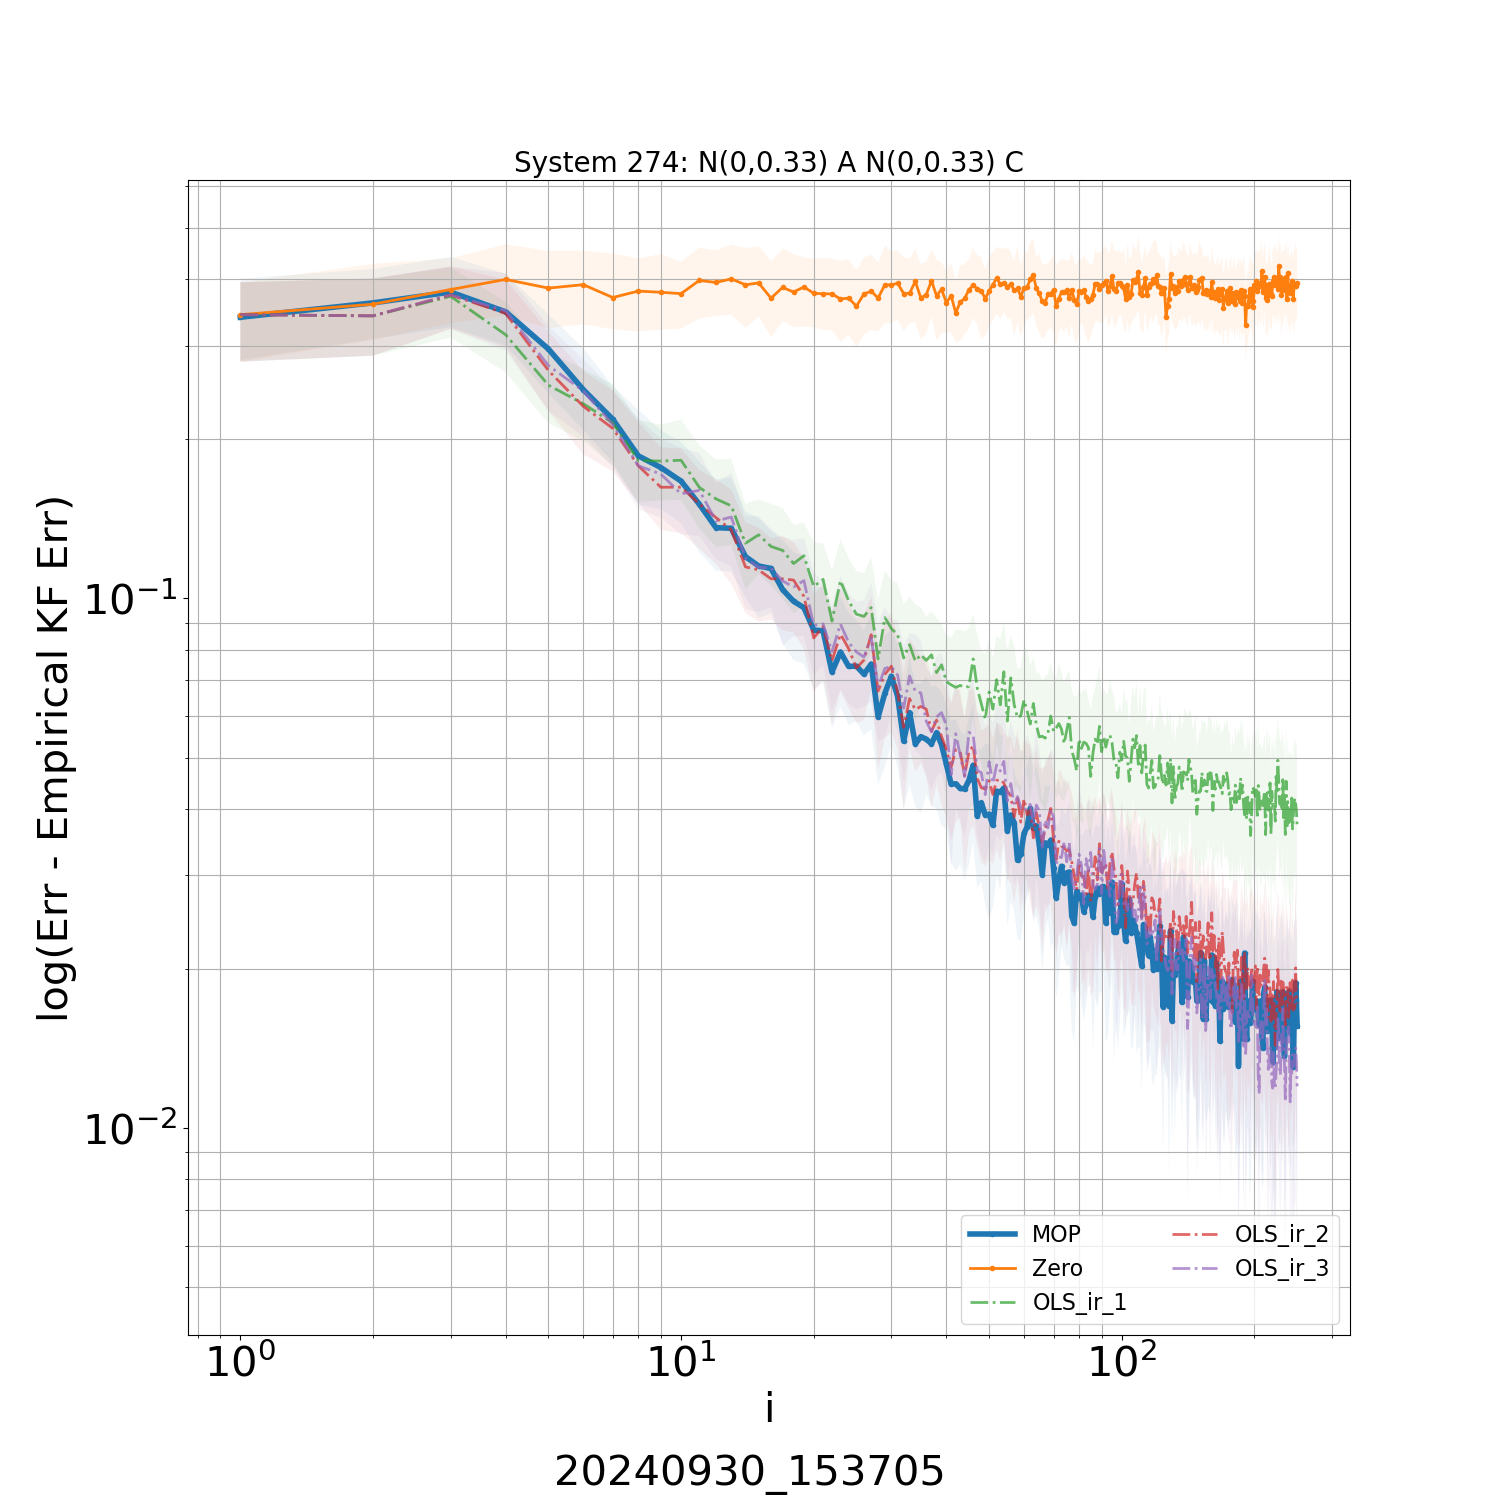 System 274: N(0,0.33) A N(0,0.33) C
log(Err - Empirical KF Err)
10⁻¹
10⁻²
MOP
Zero
OLS_ir_1
OLS_ir_2
OLS_ir_3
10⁰ 10¹ 10²
i
20240930_153705